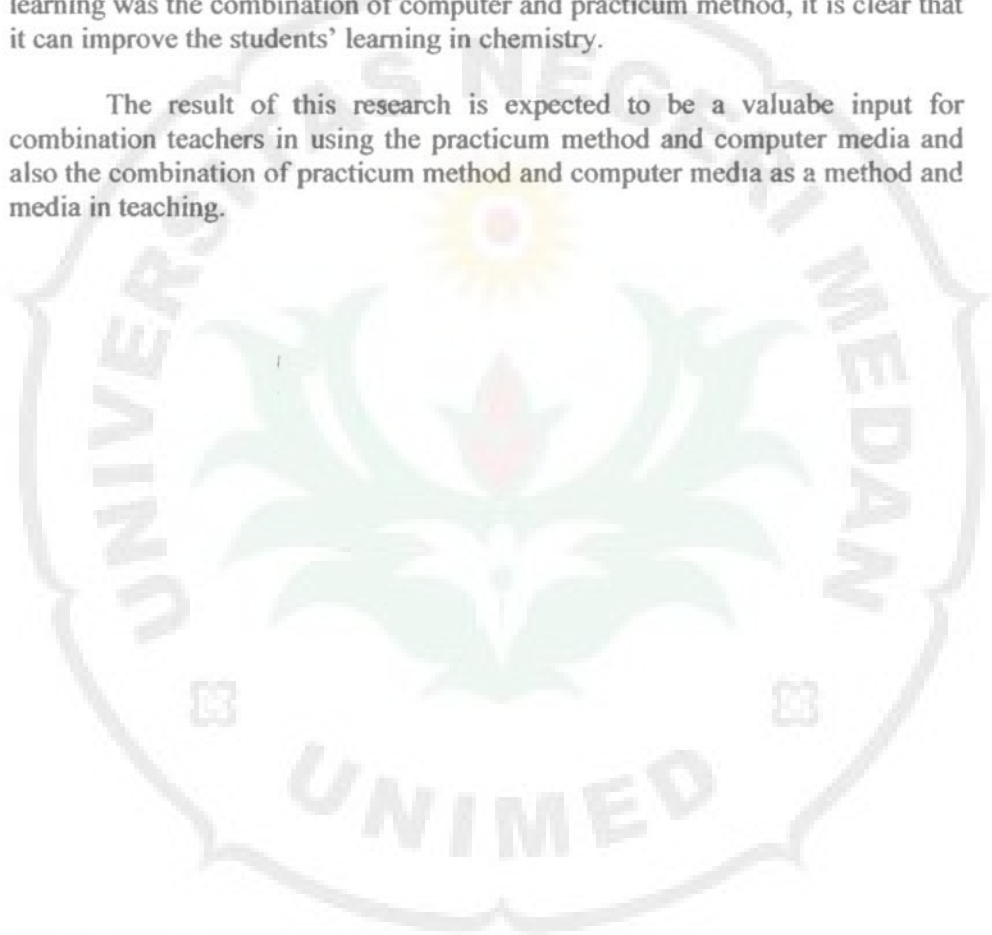 learning was the combination of computer and practicum method, it is clear that
it can improve the students' learning in chemistry.
The result of this research is expected to be a valuabe input for
combination teachers in using the practicum method and computer media and
also the combination of practicum method and computer media as a method and
media in teaching.
UNIVERSITAS NEGERI MEDAN
UNIMED